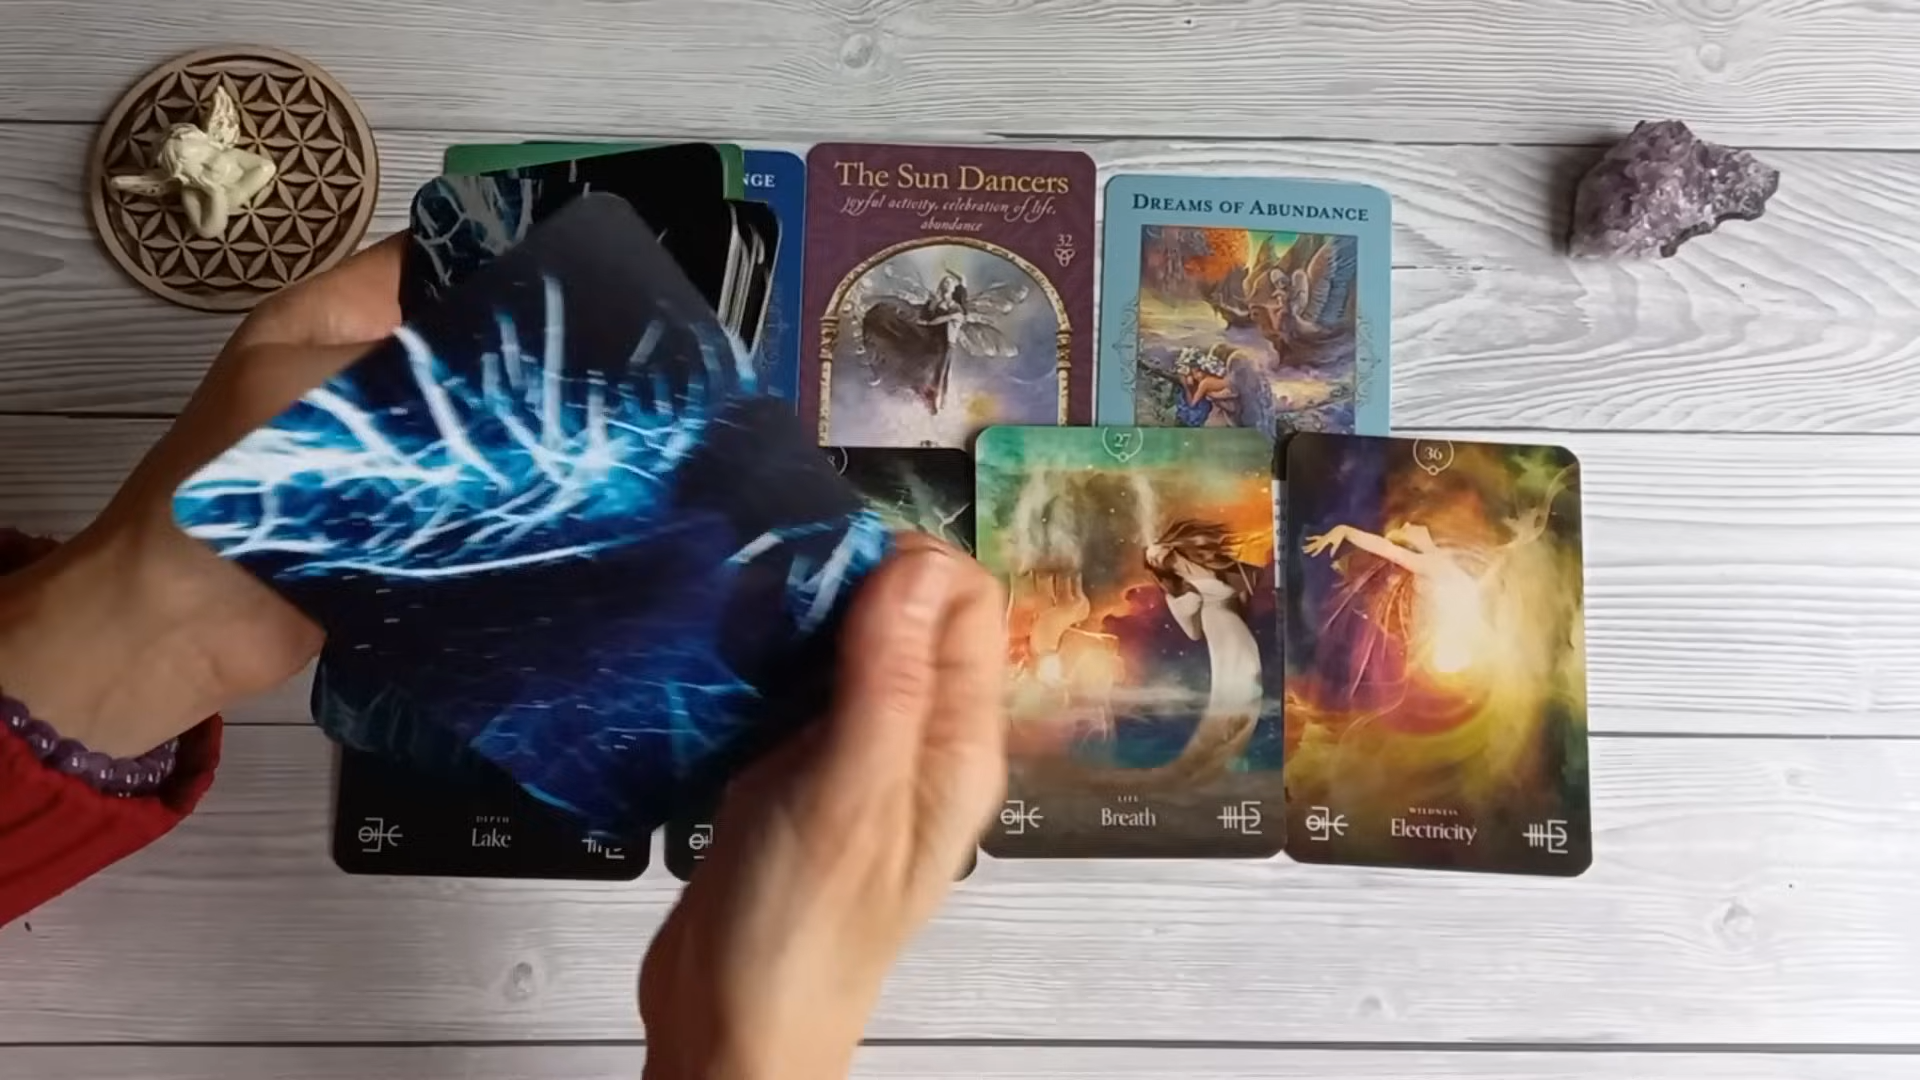 NGE
The Sun Dancers
joyful activity, celebration of life,
abundance
32
DREAMS OF ABUNDANCE
8
27
36
DEPTH
Lake
LIFE
Breath
WILDNESS
Electricity